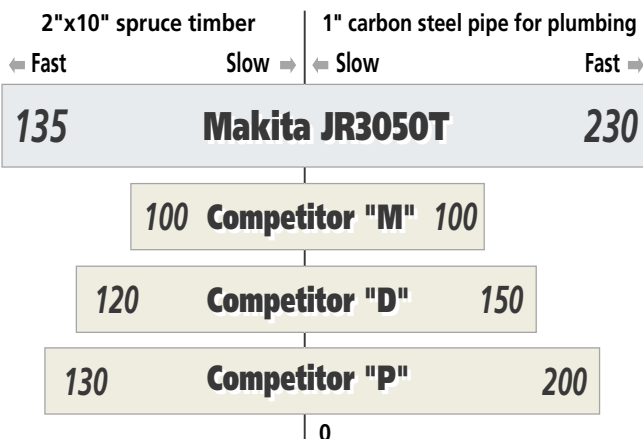 2"x10" spruce timber 1" carbon steel pipe for plumbing
⇐ Fast Slow ⇒ ⇐ Slow Fast ⇒
135 Makita JR3050T 230
100 Competitor "M" 100
120 Competitor "D" 150
130 Competitor "P" 200
0